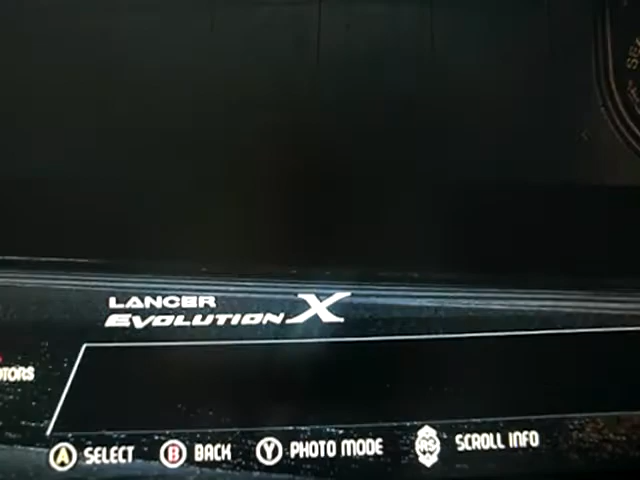 LANCER
EVOLUTION X
OTORS
A SELECT B BACK Y PHOTO MODE RS SCROLL INFO